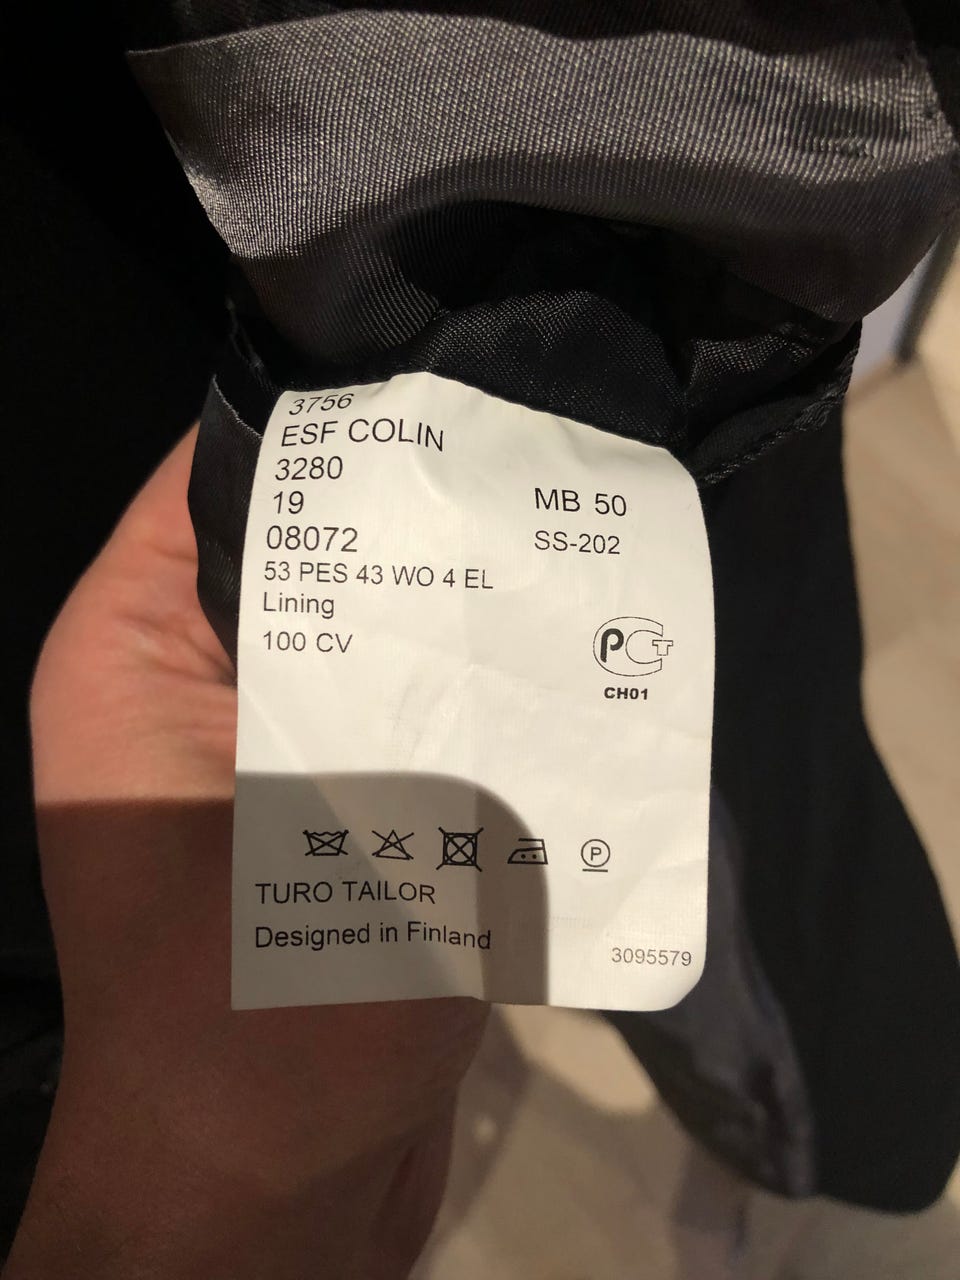 3756
ESF COLIN
3280
19
MB 50
08072
SS-202
53 PES 43 WO 4 EL
Lining
100 CV
РСТ
CH01
P
TURO TAILOR
Designed in Finland
3095579